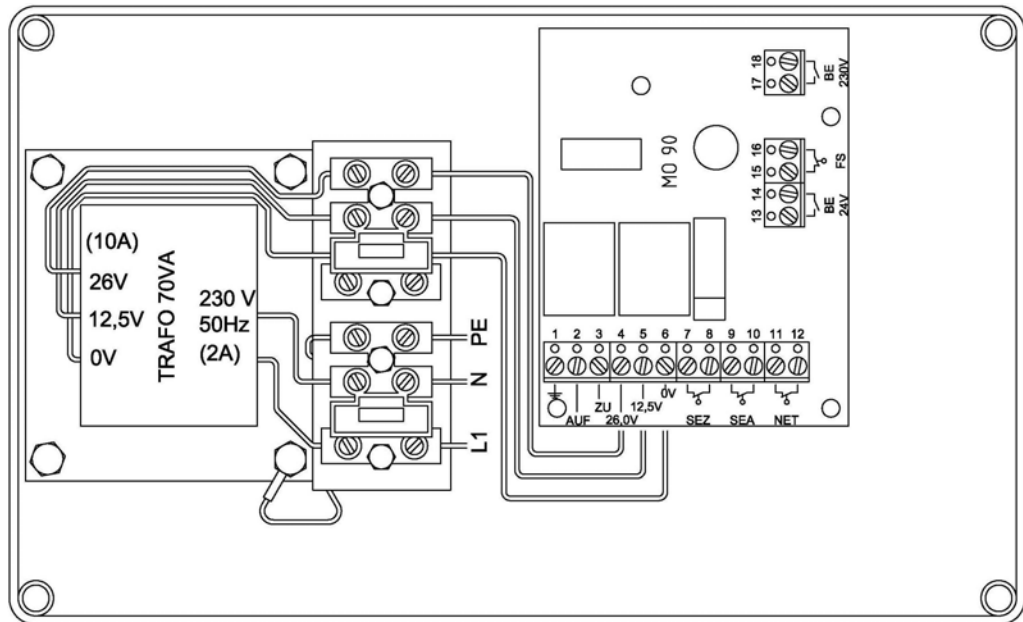 (10A)
26V
12,5V
0V
TRAFO 70VA
230 V
50Hz
(2A)
PE
N
L1
MO 90
18
17
BE
230V
16
15
FS
14
13
BE
24V
1 2 3 4 5 6 7 8 9 10 11 12
AUF ZU 26,0V 12,5V 0V SEZ SEA NET